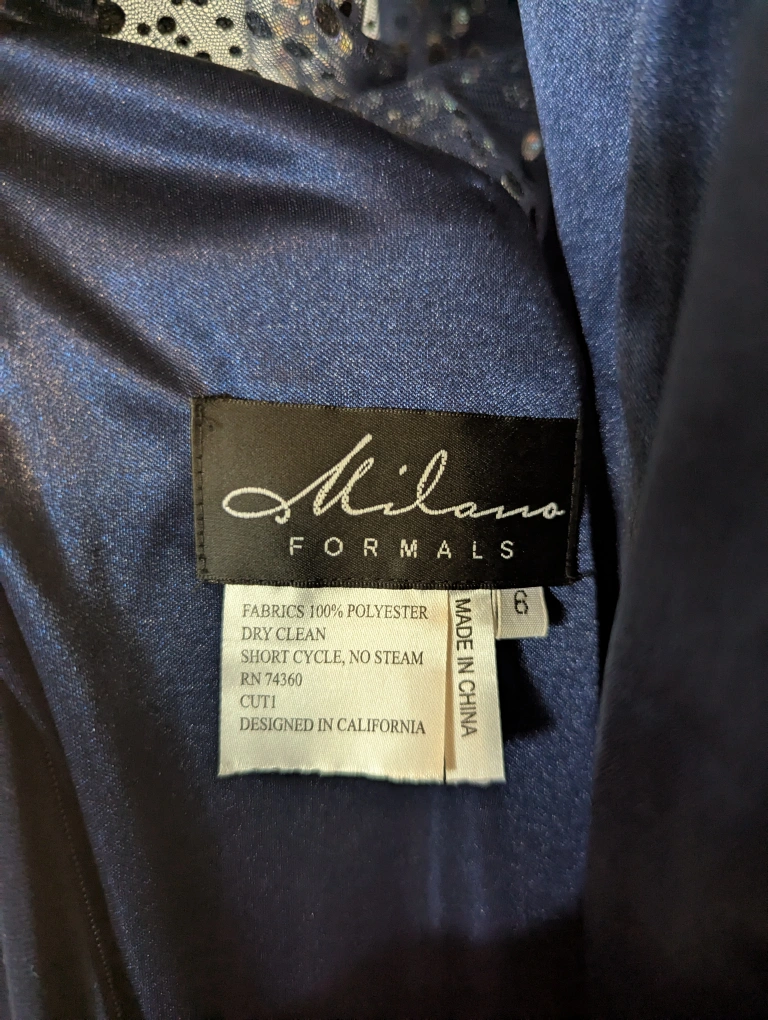 Milano
FORMALS
FABRICS 100% POLYESTER
DRY CLEAN
SHORT CYCLE, NO STEAM
RN 74360
CUT1
DESIGNED IN CALIFORNIA
MADE IN CHINA
6